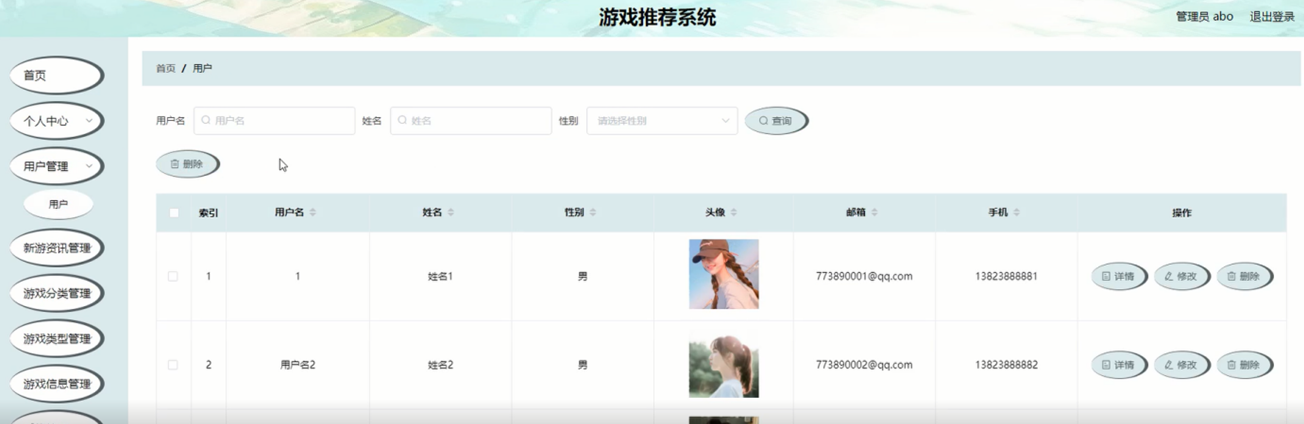 游戏推荐系统
管理员 abo 退出登录
首页
个人中心
用户管理
用户
新游资讯管理
游戏分类管理
游戏类型管理
游戏信息管理
首页 / 用户
用户名 用户名 姓名 姓名 性别 请选择性别 查询
删除
索引 用户名 姓名 性别 头像 邮箱 手机 操作
1 1 姓名1 男 773890001@qq.com 13823888881 详情 修改 删除
2 用户名2 姓名2 男 773890002@qq.com 13823888882 详情 修改 删除